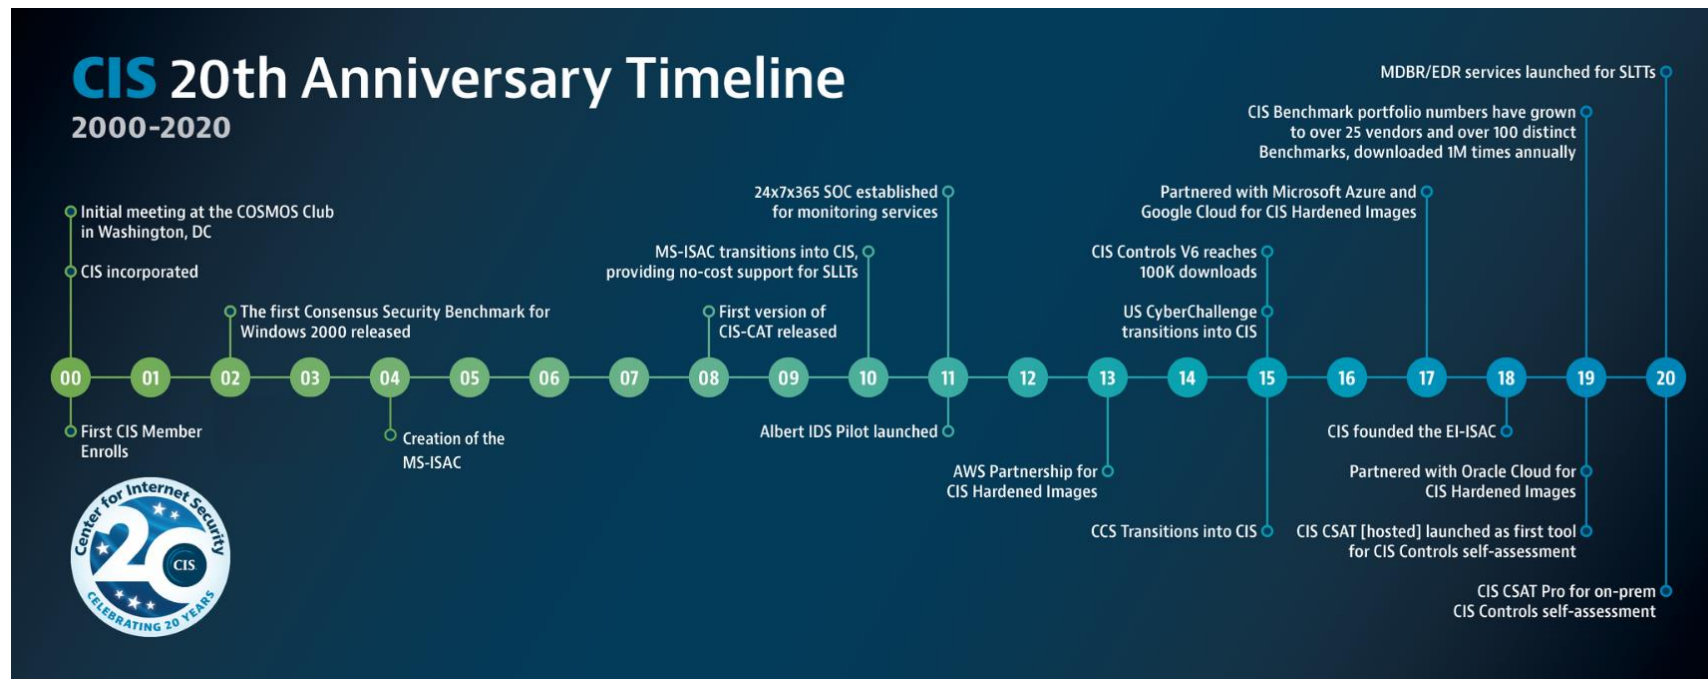 CIS 20th Anniversary Timeline
2000-2020
Initial meeting at the COSMOS Club
in Washington, DC
CIS incorporated
The first Consensus Security Benchmark for
Windows 2000 released
MS-ISAC transitions into CIS,
providing no-cost support for SLLTs
24x7x365 SOC established
for monitoring services
First version of
CIS-CAT released
CIS Controls V6 reaches
100K downloads
US CyberChallenge
transitions into CIS
Partnered with Microsoft Azure and
Google Cloud for CIS Hardened Images
CIS Benchmark portfolio numbers have grown
to over 25 vendors and over 100 distinct
Benchmarks, downloaded 1M times annually
MDBR/EDR services launched for SLTTs
00 01 02 03 04 05 06 07 08 09 10 11 12 13 14 15 16 17 18 19 20
First CIS Member
Enrolls
Creation of the
MS-ISAC
Albert IDS Pilot launched
AWS Partnership for
CIS Hardened Images
CCS Transitions into CIS
CIS founded the EI-ISAC
Partnered with Oracle Cloud for
CIS Hardened Images
CIS CSAT [hosted] launched as first tool
for CIS Controls self-assessment
CIS CSAT Pro for on-prem
CIS Controls self-assessment
Center for Internet Security
20
CIS
CELEBRATING 20 YEARS